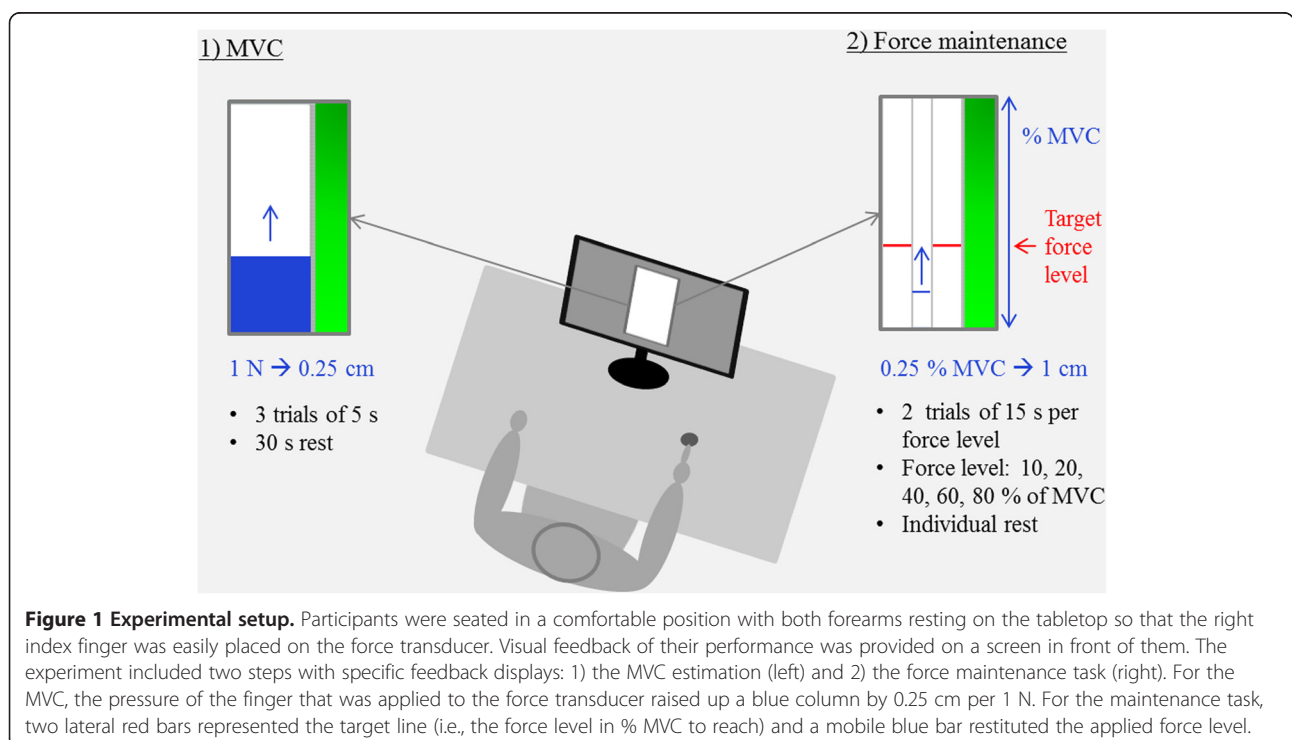 1) MVC
1 N → 0.25 cm
• 3 trials of 5 s
• 30 s rest
2) Force maintenance
% MVC
Target
force
level
0.25 % MVC → 1 cm
• 2 trials of 15 s per
force level
• Force level: 10, 20,
40, 60, 80 % of MVC
• Individual rest
Figure 1 Experimental setup. Participants were seated in a comfortable position with both forearms resting on the tabletop so that the right
index finger was easily placed on the force transducer. Visual feedback of their performance was provided on a screen in front of them. The
experiment included two steps with specific feedback displays: 1) the MVC estimation (left) and 2) the force maintenance task (right). For the
MVC, the pressure of the finger that was applied to the force transducer raised up a blue column by 0.25 cm per 1 N. For the maintenance task,
two lateral red bars represented the target line (i.e., the force level in % MVC to reach) and a mobile blue bar restituted the applied force level.